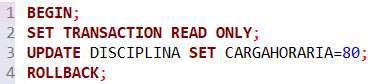 1 BEGIN;
2 SET TRANSACTION READ ONLY;
3 UPDATE DISCIPLINA SET CARGAHORARIA=80;
4 ROLLBACK;